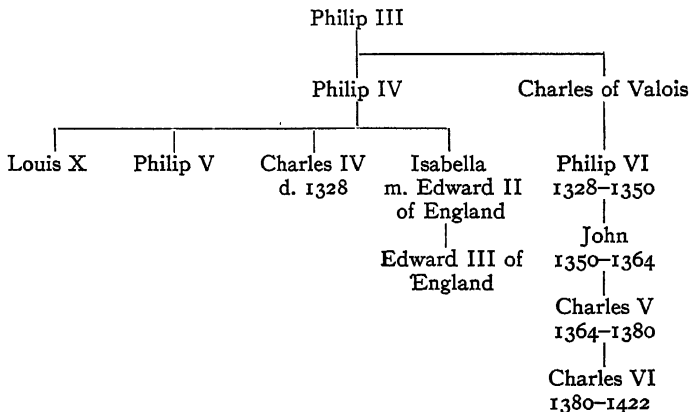 Philip III
Philip IV
Charles of Valois
Louis X
Philip V
Charles IV
d. 1328
Isabella
m. Edward II
of England
Edward III of
England
Philip VI
1328–1350
John
1350–1364
Charles V
1364–1380
Charles VI
1380–1422